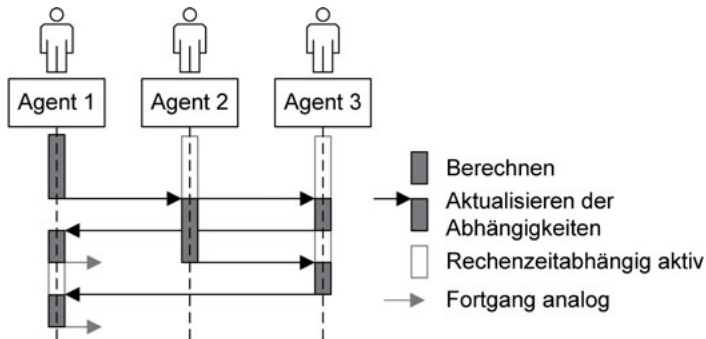 Agent 1
Agent 2
Agent 3
Berechnen
Aktualisieren der
Abhängigkeiten
Rechenzeitabhängig aktiv
Fortgang analog